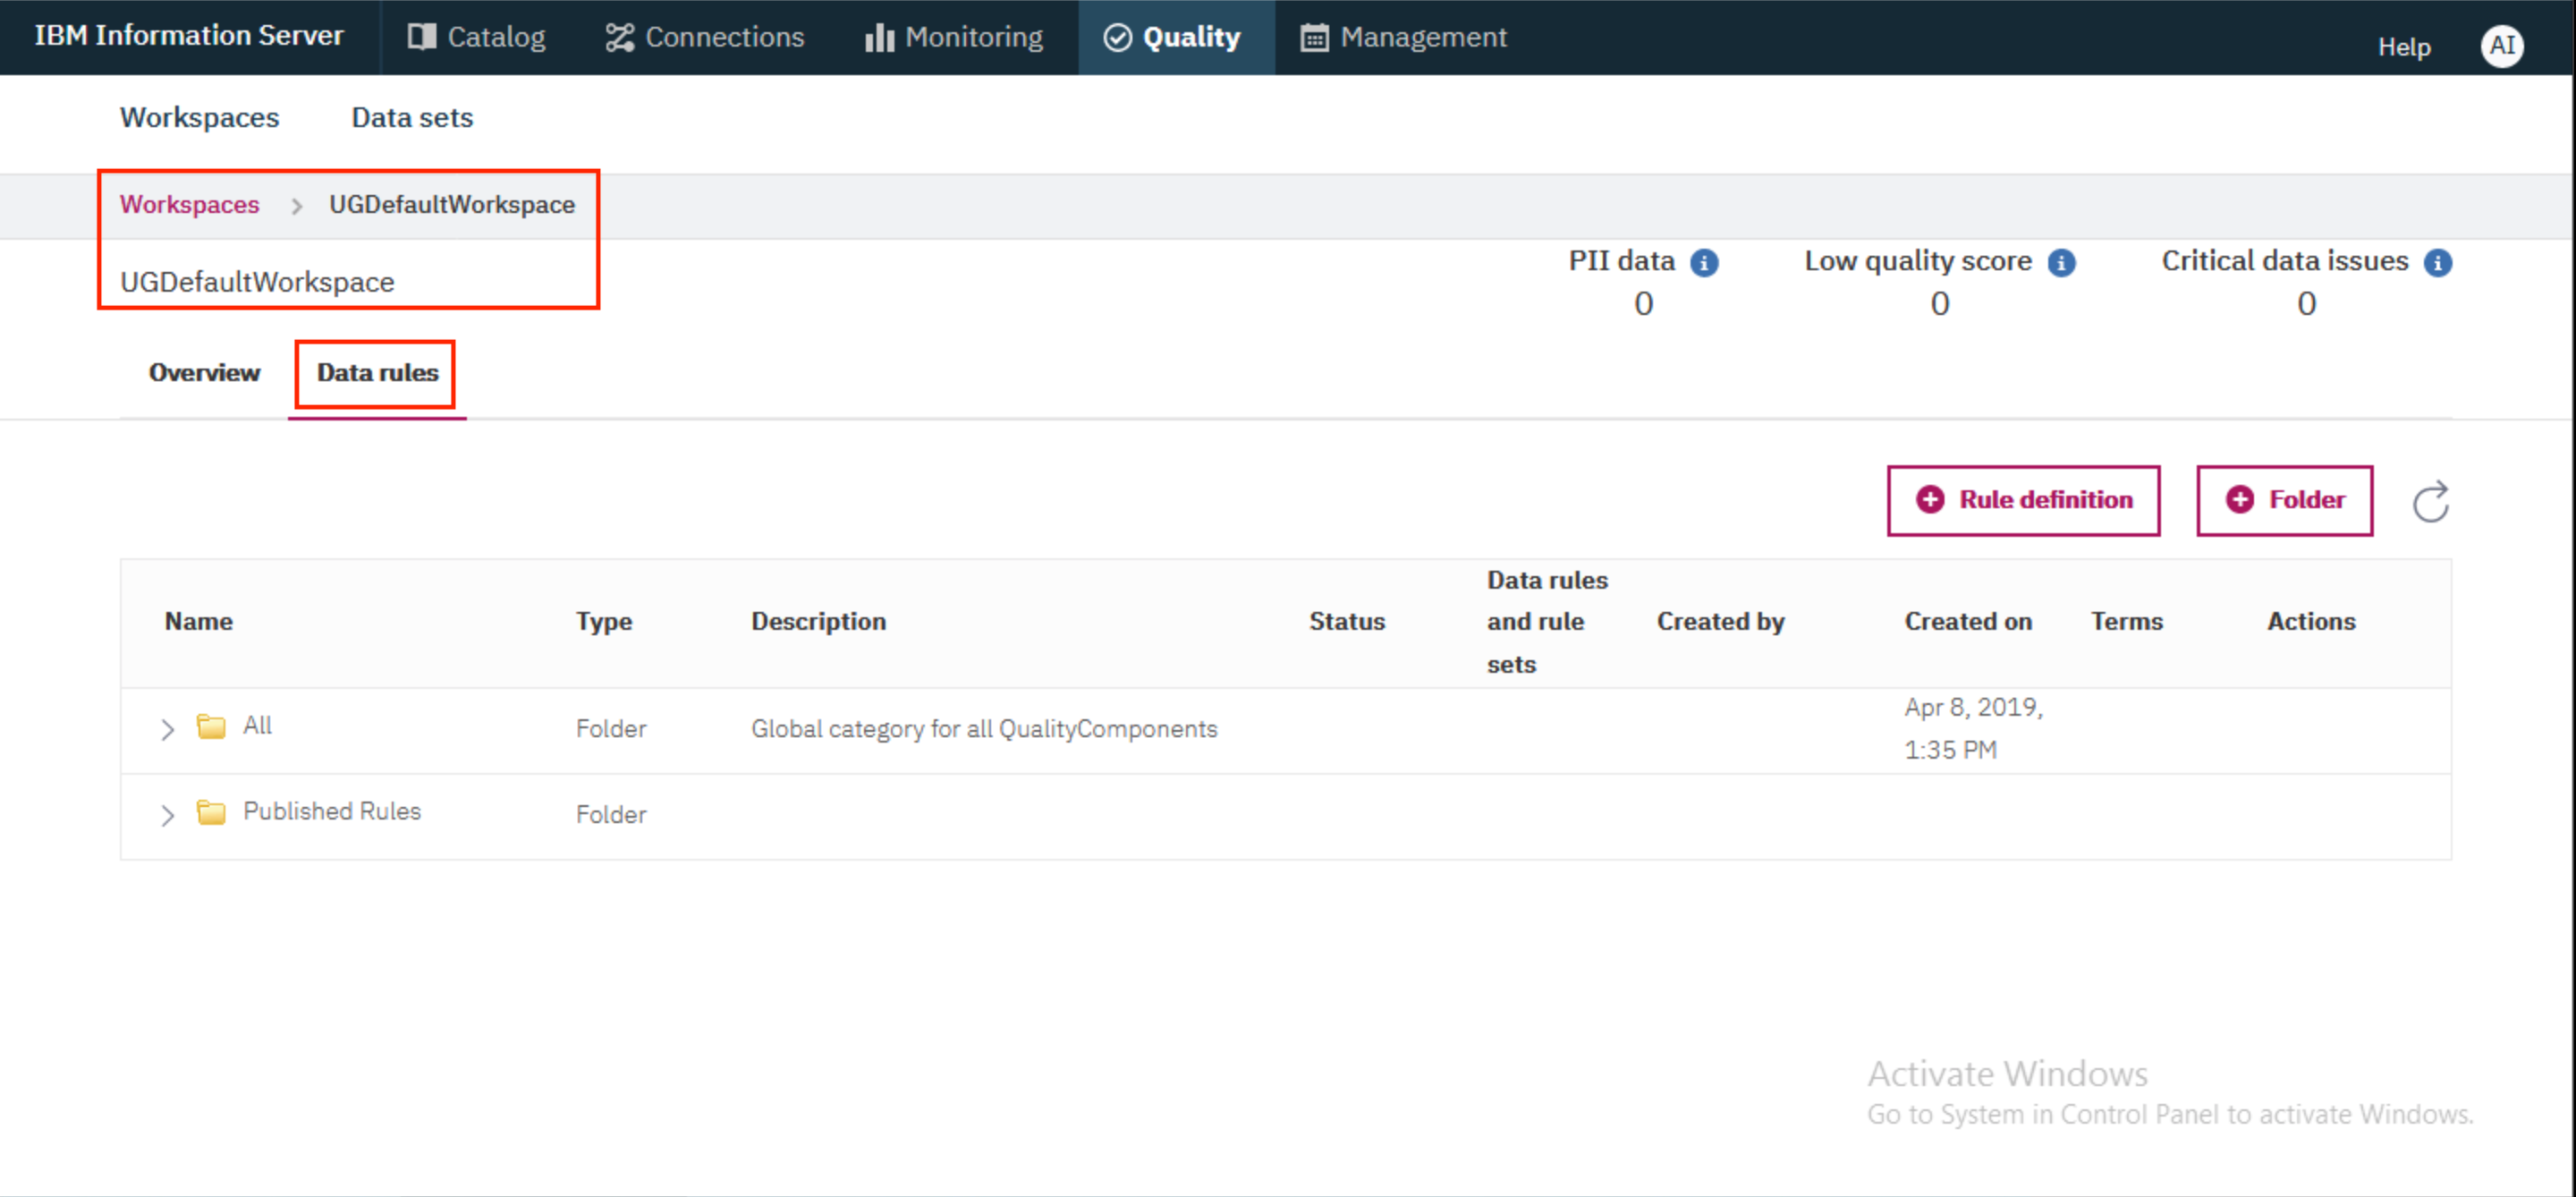 IBM Information Server Catalog Connections Monitoring Quality Management Help AI
Workspaces Data sets
Workspaces > UGDefaultWorkspace
UGDefaultWorkspace
PII data i Low quality score i Critical data issues i
0 0 0
Overview Data rules
+ Rule definition + Folder
Name Type Description Status Data rules and rule sets Created by Created on Terms Actions
> All Folder Global category for all QualityComponents Apr 8, 2019, 1:35 PM
> Published Rules Folder
Activate Windows
Go to System in Control Panel to activate Windows.